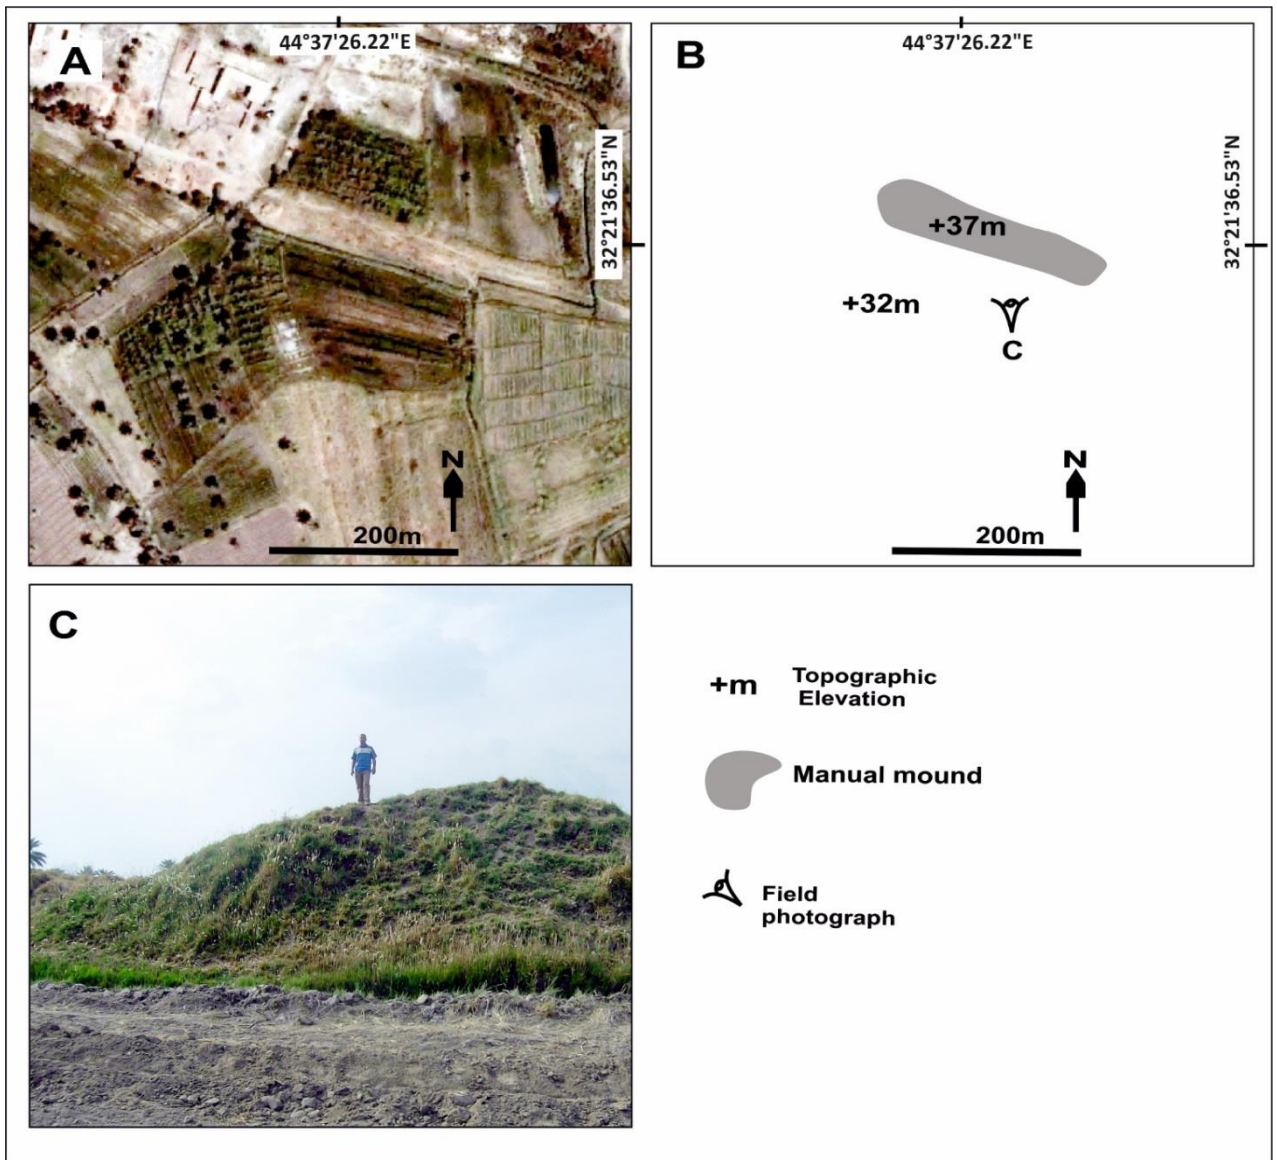 A
44°37'26.22"E
32°21'36.53"N
N
200m
B
44°37'26.22"E
32°21'36.53"N
+37m
+32m
C
N
200m
C
+m Topographic
Elevation
Manual mound
Field
photograph